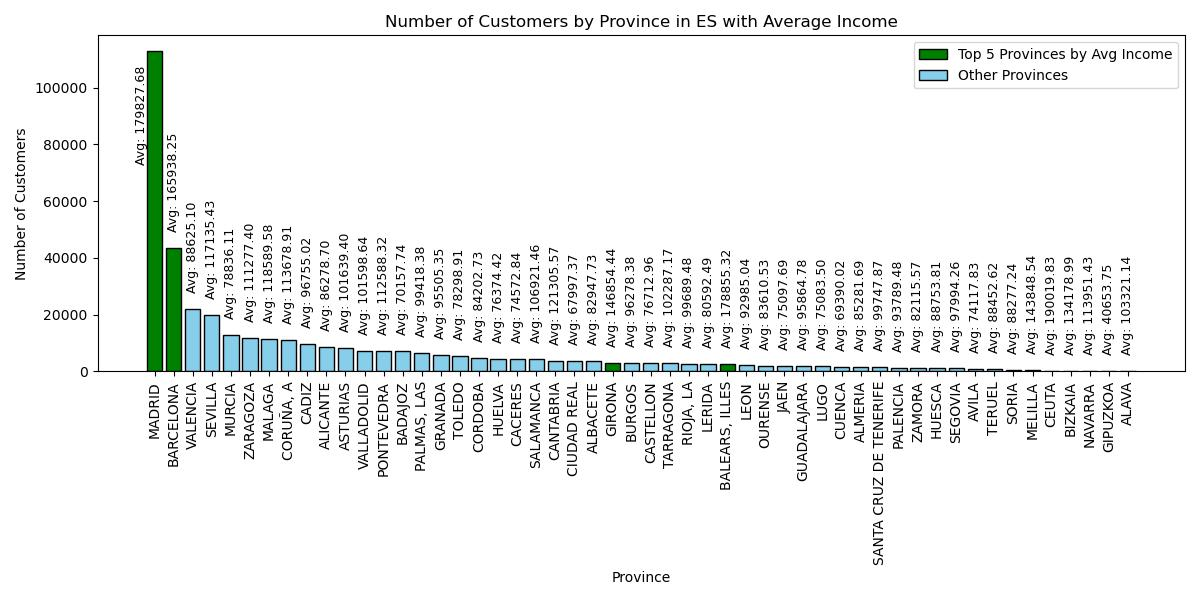 Number of Customers by Province in ES with Average Income
Top 5 Provinces by Avg Income
Other Provinces
Number of Customers
100000
80000
60000
40000
20000
0
Avg: 179827.68
Avg: 165938.25
Avg: 88625.10
Avg: 117135.43
Avg: 78836.11
Avg: 111277.40
Avg: 118589.58
Avg: 113678.91
Avg: 96755.02
Avg: 86278.70
Avg: 101639.40
Avg: 101598.64
Avg: 112588.32
Avg: 70157.74
Avg: 99418.38
Avg: 95505.35
Avg: 78298.91
Avg: 84202.73
Avg: 76374.42
Avg: 74572.84
Avg: 106921.46
Avg: 121305.57
Avg: 67997.37
Avg: 82947.73
Avg: 146854.44
Avg: 96278.38
Avg: 76712.96
Avg: 102287.17
Avg: 99689.48
Avg: 80592.49
Avg: 178855.32
Avg: 92985.04
Avg: 83610.53
Avg: 75097.69
Avg: 95864.78
Avg: 75083.50
Avg: 69390.02
Avg: 85281.69
Avg: 99747.87
Avg: 93789.48
Avg: 82115.57
Avg: 88753.81
Avg: 97994.26
Avg: 74117.83
Avg: 88452.62
Avg: 88277.24
Avg: 143848.54
Avg: 190019.83
Avg: 134178.99
Avg: 113951.43
Avg: 40653.75
Avg: 103321.14
MADRID
BARCELONA
VALENCIA
SEVILLA
MURCIA
ZARAGOZA
MALAGA
CORUÑA, A
CADIZ
ALICANTE
ASTURIAS
VALLADOLID
PONTEVEDRA
BADAJOZ
PALMAS, LAS
GRANADA
TOLEDO
CORDOBA
HUELVA
CACERES
SALAMANCA
CANTABRIA
CIUDAD REAL
ALBACETE
GIRONA
BURGOS
CASTELLON
TARRAGONA
RIOJA, LA
LERIDA
BALEARS, ILLES
LEON
OURENSE
JAEN
GUADALAJARA
LUGO
CUENCA
ALMERIA
SANTA CRUZ DE TENERIFE
PALENCIA
ZAMORA
HUESCA
SEGOVIA
AVILA
TERUEL
SORIA
MELILLA
CEUTA
BIZKAIA
NAVARRA
GIPUZKOA
ALAVA
Province